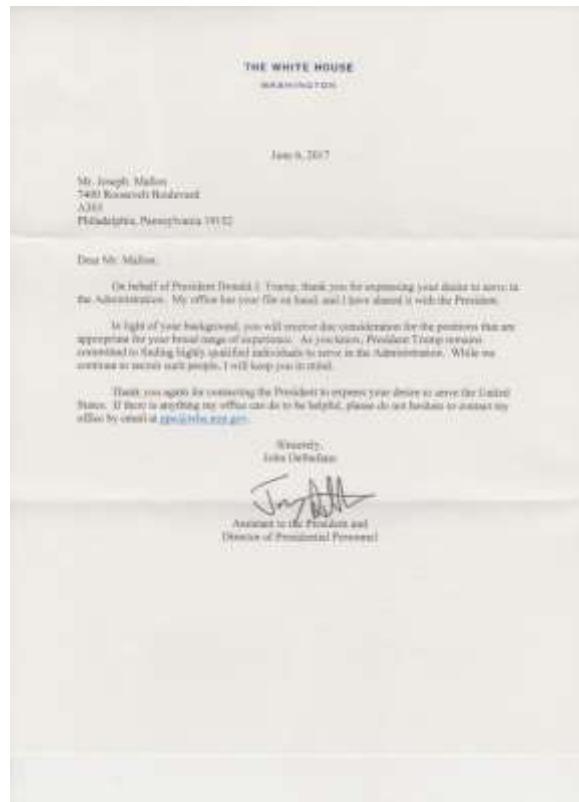 THE WHITE HOUSE
WASHINGTON
June 6, 2017
Mr. Joseph Mallon
7400 Roosevelt Boulevard
Philadelphia, Pennsylvania 19152
Dear Mr. Mallon,
On behalf of President Donald J. Trump, thank you for expressing your desire to serve in
the Administration. My office has your file on hand, and I have shared it with the President.
In light of your background, you will receive due consideration for the positions that are
appropriate for your broad range of experience. As you know, President Trump remains
committed to finding highly qualified individuals to serve in the Administration. While we
continue to recruit such people, I will keep you in mind.
Thank you again for contacting the President to express your desire to serve the United
States. If there is anything my office can do to be helpful, please do not hesitate to contact my
office by email at
Sincerely,
John DeStefano
Assistant to the President and
Director of Presidential Personnel